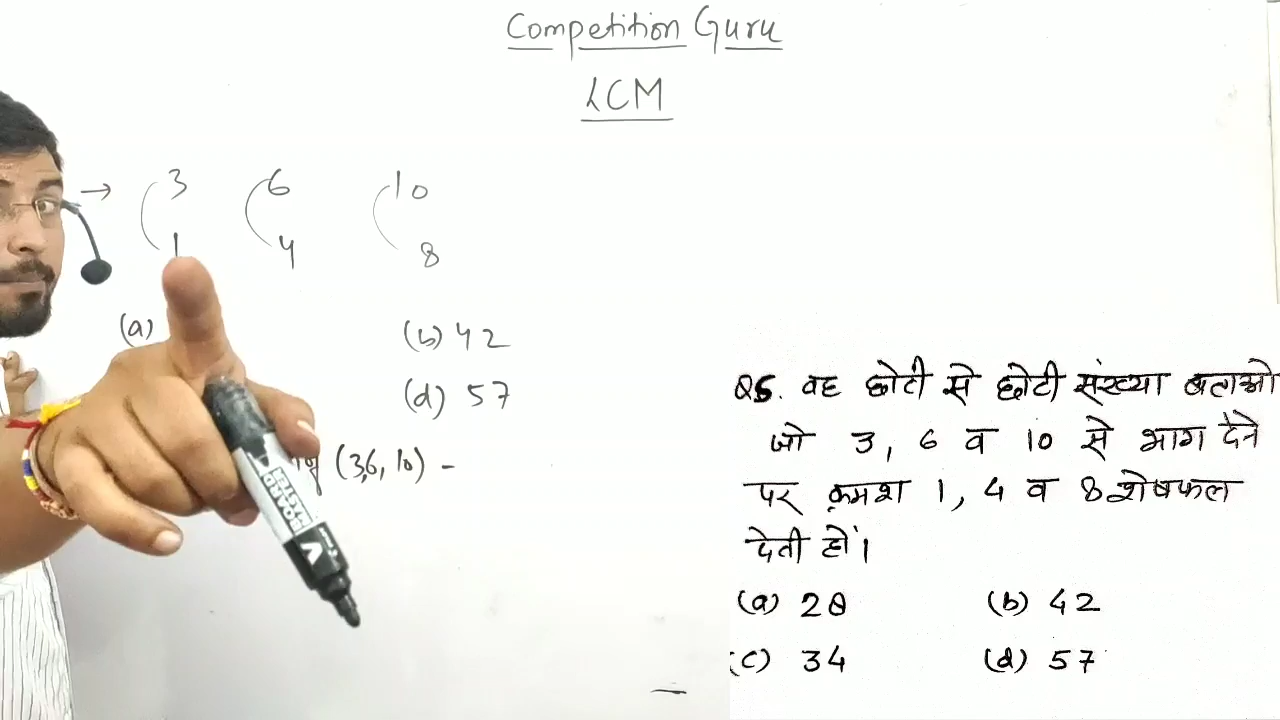 Competition Guru
LCM
→ 3 6 10
1 4 8
(a) (b) 42
(d) 57
(3,6, 10) -
Q5. वह छोटी से छोटी संख्या बताओ
जो 3, 6 व 10 से भाग देने
पर क्रमश 1, 4 व 8 शेषफल
देती हों।
(a) 28 (b) 42
(c) 34 (d) 57